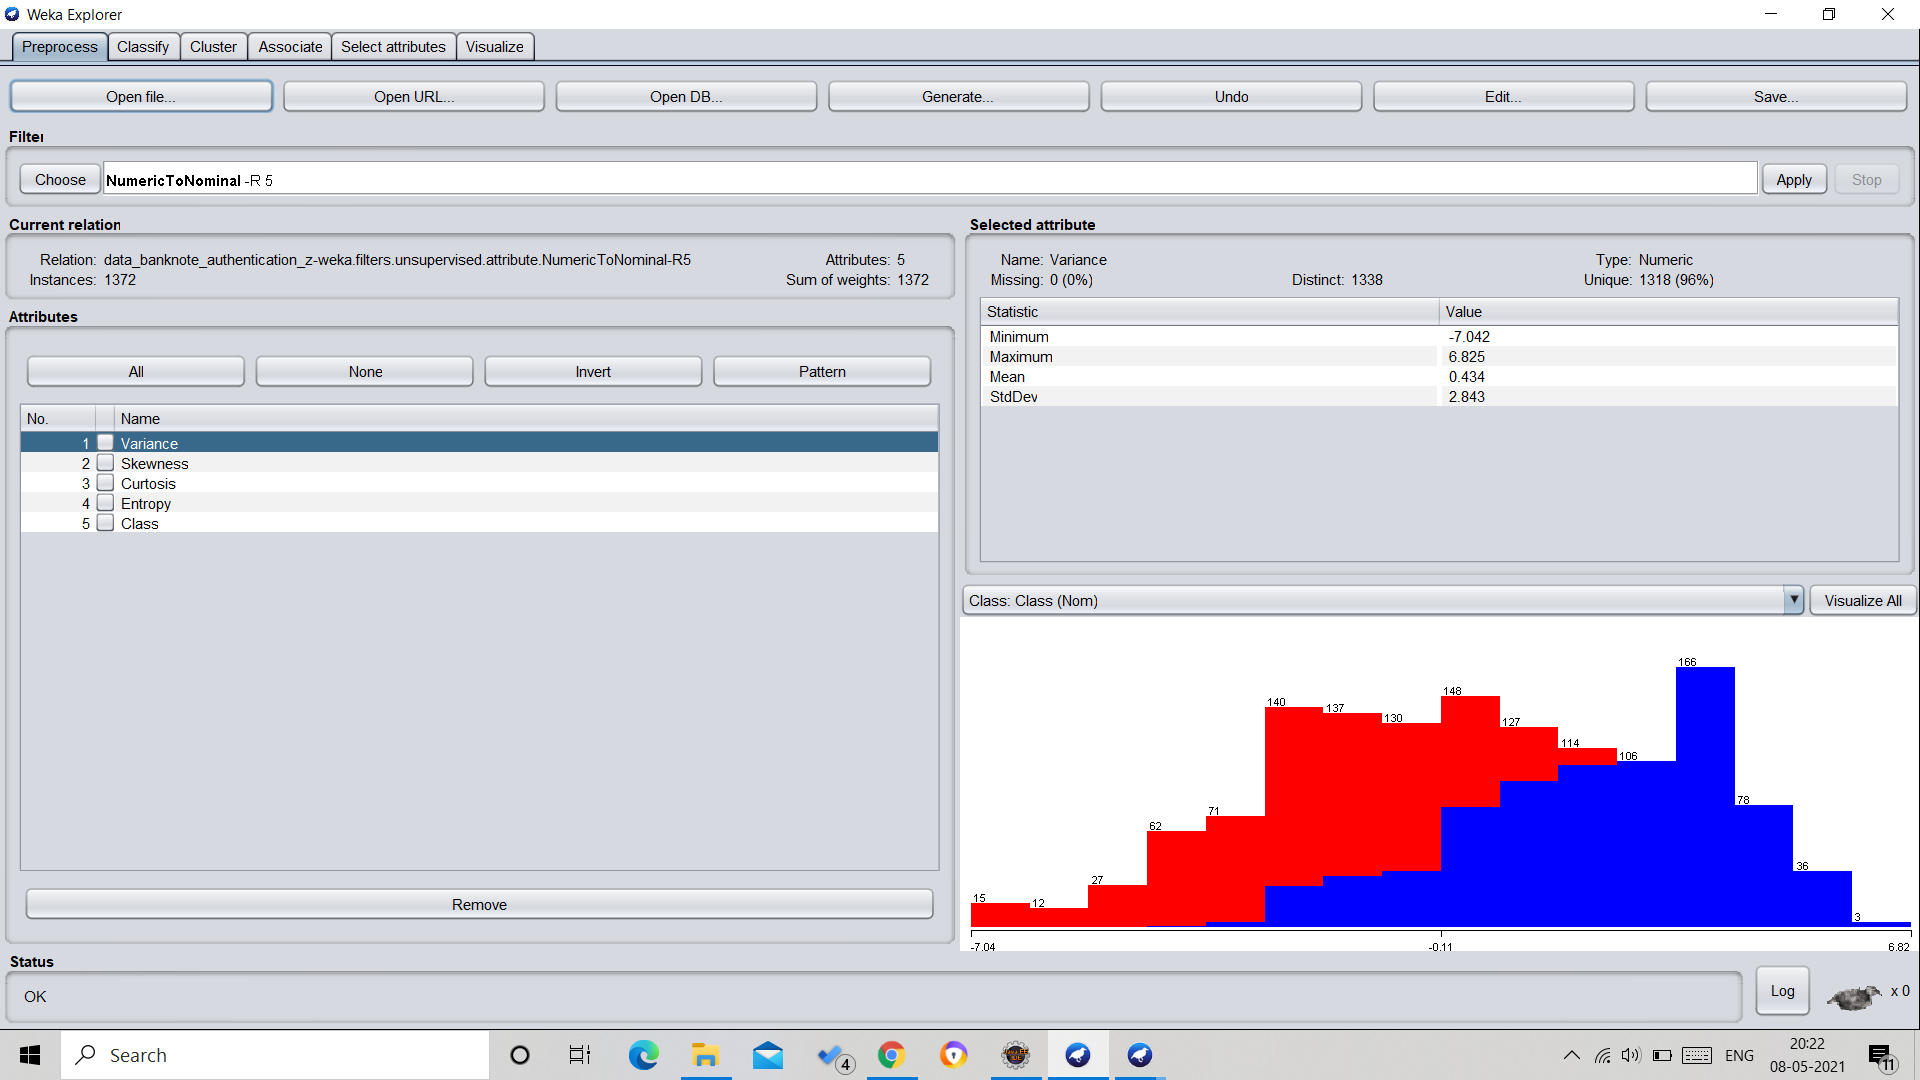 Weka Explorer
Preprocess Classify Cluster Associate Select attributes Visualize
Open file... Open URL... Open DB... Generate... Undo Edit... Save...
Filter
Choose NumericToNominal -R 5 Apply Stop
Current relation
Relation: data_banknote_authentication_z-weka.filters.unsupervised.attribute.NumericToNominal-R5 Attributes: 5
Instances: 1372 Sum of weights: 1372
Attributes
All None Invert Pattern
No. Name
1 Variance
2 Skewness
3 Curtosis
4 Entropy
5 Class
Remove
Selected attribute
Name: Variance Type: Numeric
Missing: 0 (0%) Distinct: 1338 Unique: 1318 (96%)
Statistic Value
Minimum -7.042
Maximum 6.825
Mean 0.434
StdDev 2.843
Class: Class (Nom) Visualize All
15 12 27 62 71 140 137 130 148 127 114 106 166 78 36 3
-7.04 -0.11 6.82
Status
OK
Log x 0
Search 4 ENG 20:22
08-05-2021 11